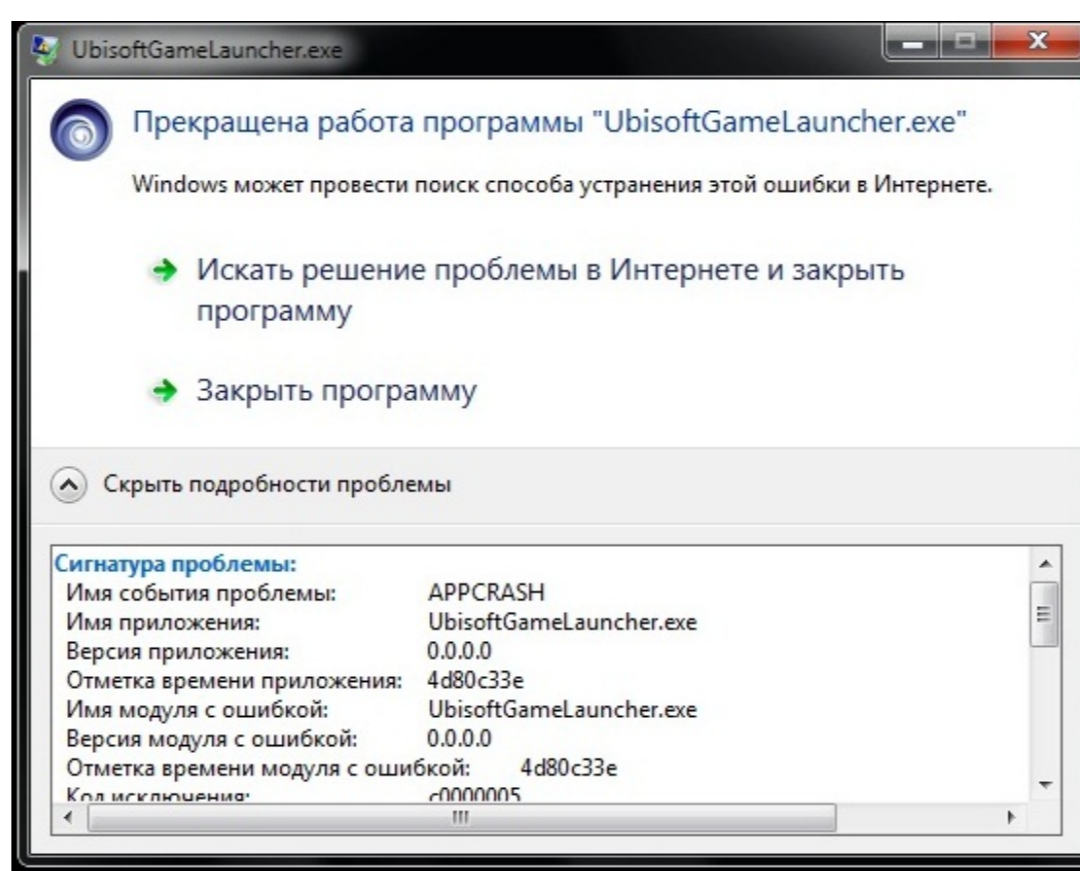 UbisoftGameLauncher.exe
Прекращена работа программы "UbisoftGameLauncher.exe"
Windows может провести поиск способа устранения этой ошибки в Интернете.
Искать решение проблемы в Интернете и закрыть
программу
Закрыть программу
Скрыть подробности проблемы
Сигнатура проблемы:
Имя события проблемы: APPCRASH
Имя приложения: UbisoftGameLauncher.exe
Версия приложения: 0.0.0.0
Отметка времени приложения: 4d80c33e
Имя модуля с ошибкой: UbisoftGameLauncher.exe
Версия модуля с ошибкой: 0.0.0.0
Отметка времени модуля с ошибкой: 4d80c33e
Код исключения: c0000005